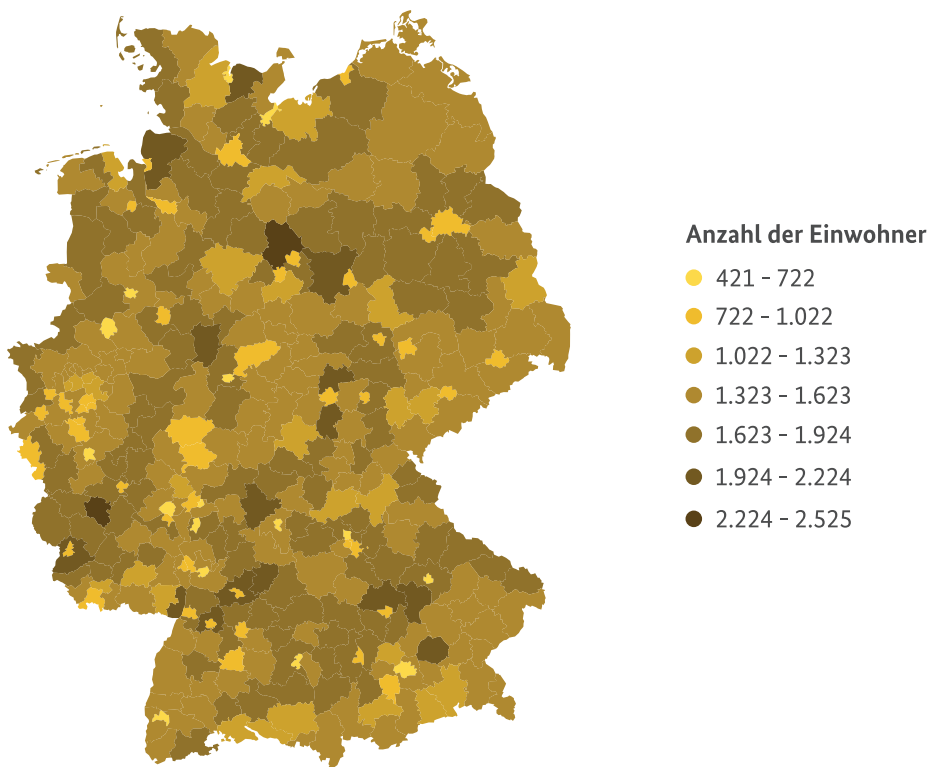 Anzahl der Einwohner
421 – 722
722 – 1.022
1.022 – 1.323
1.323 – 1.623
1.623 – 1.924
1.924 – 2.224
2.224 – 2.525